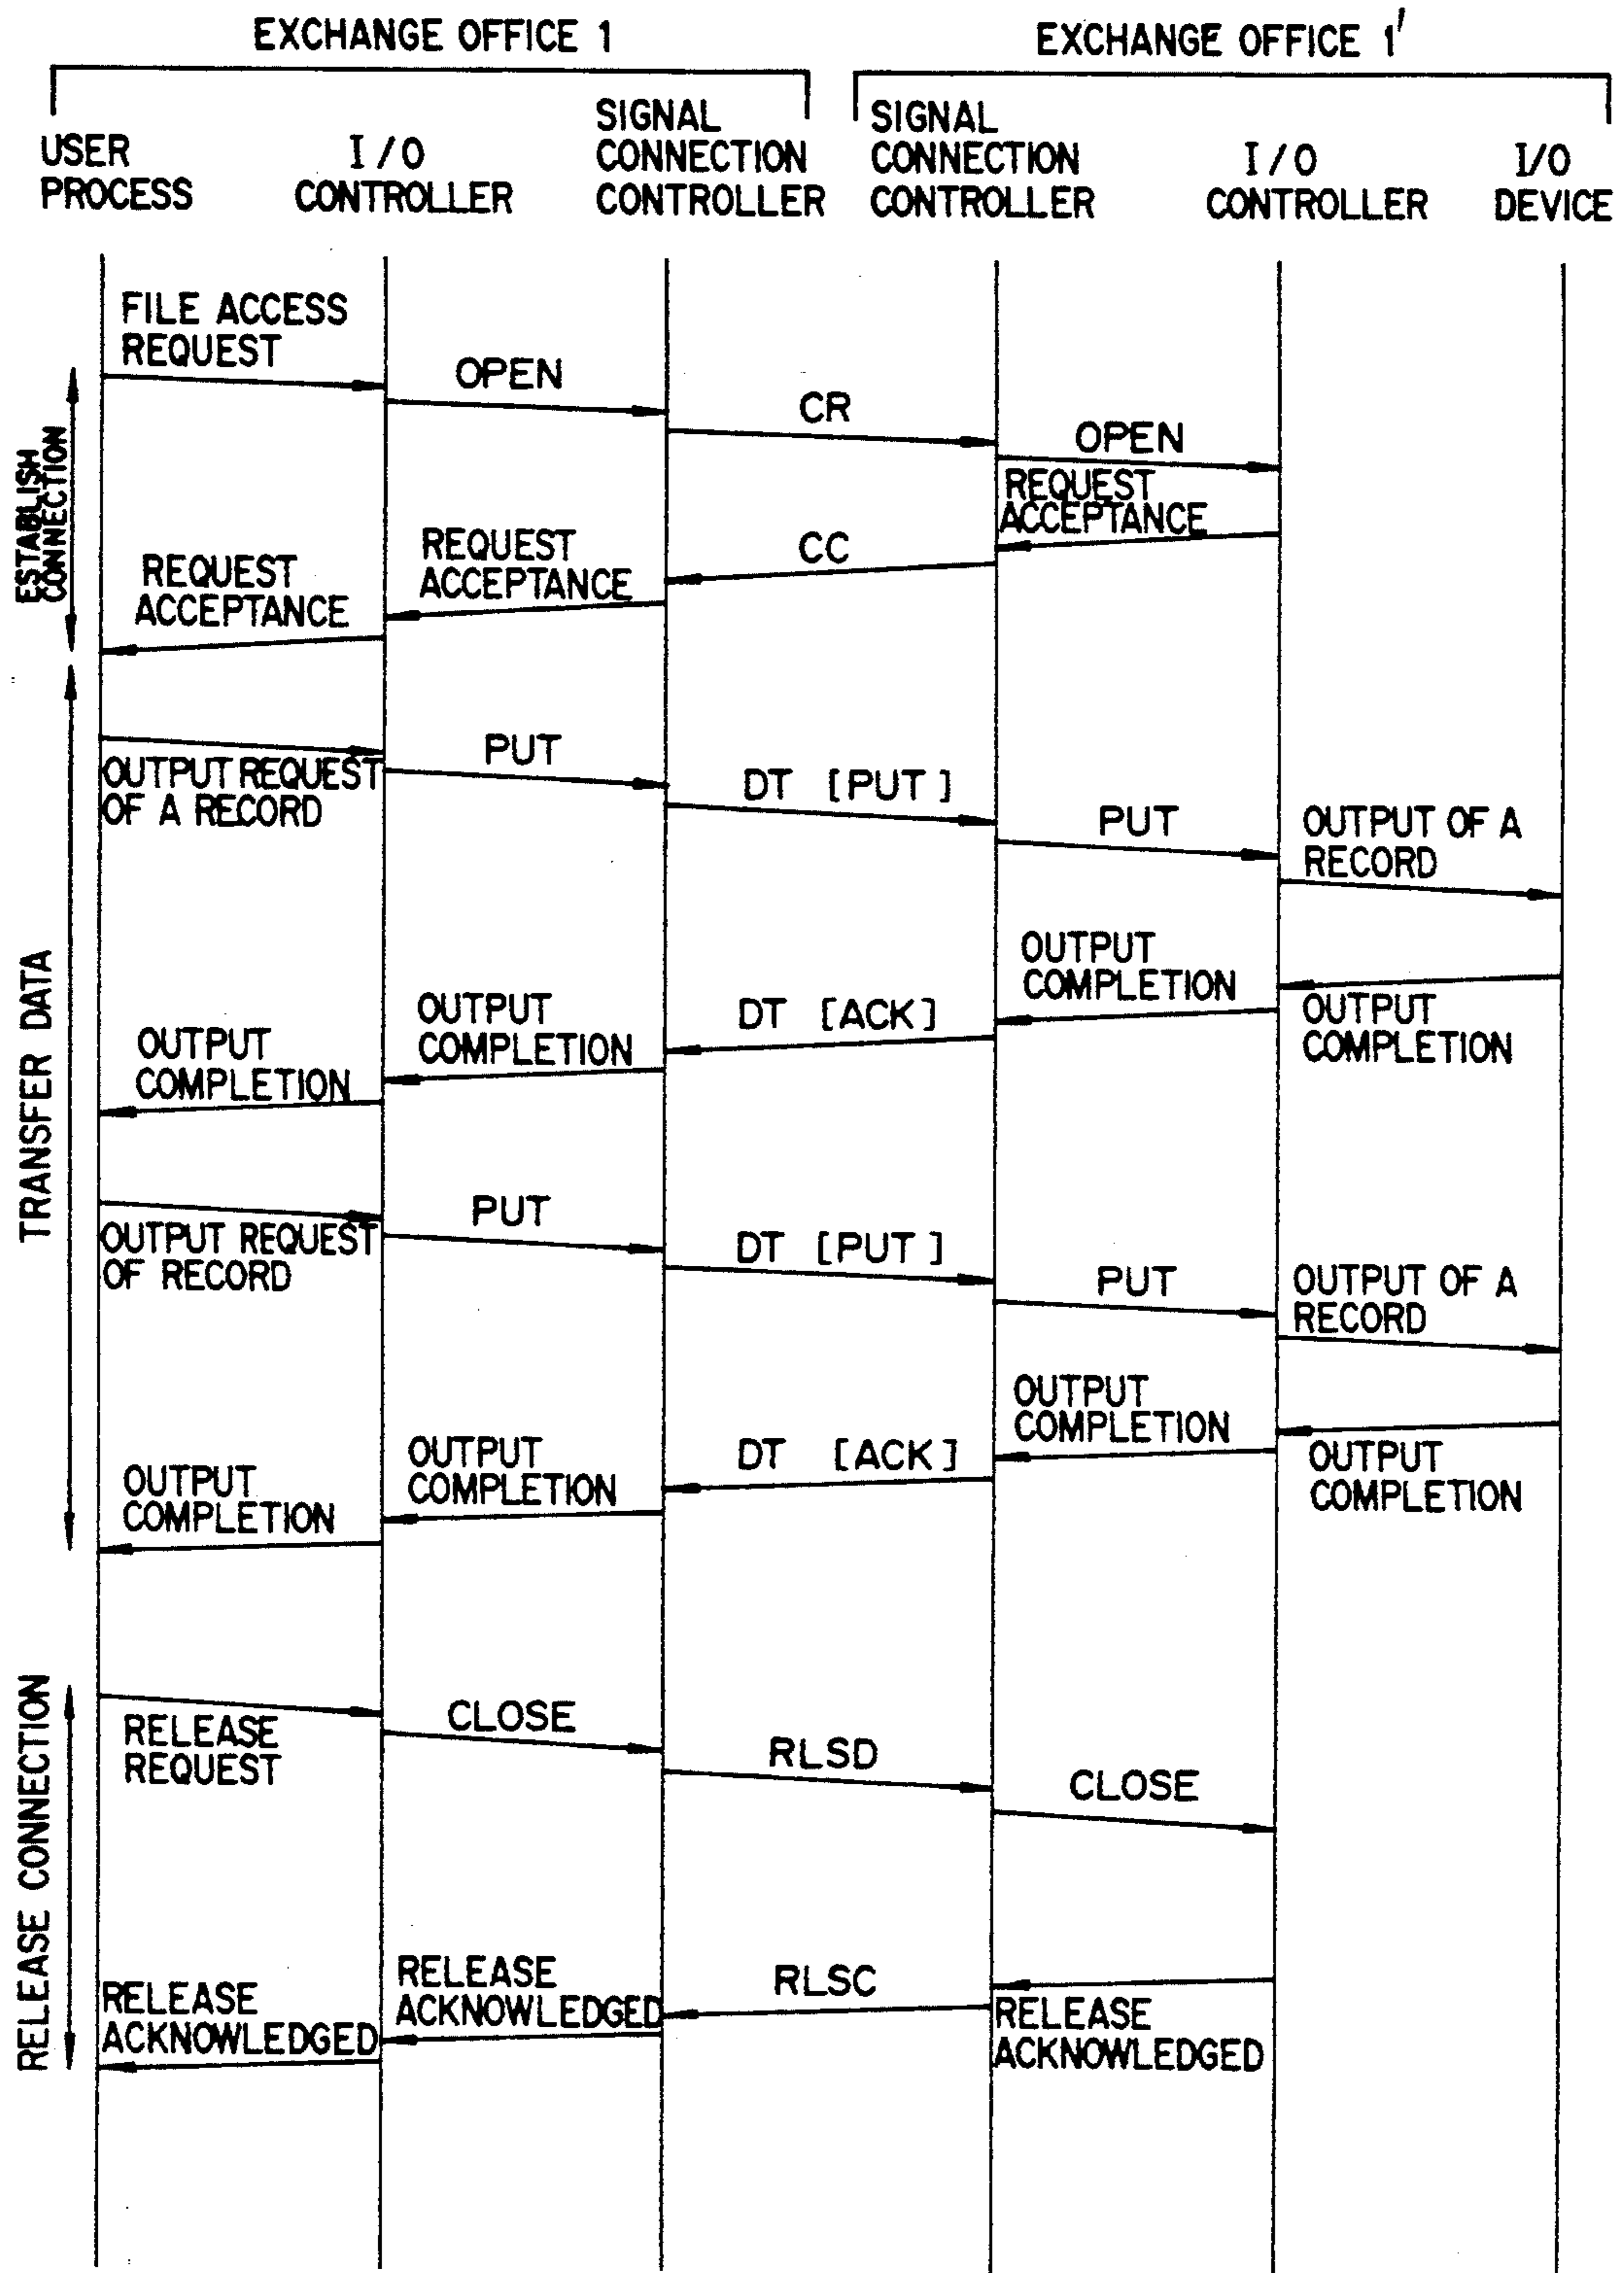 EXCHANGE OFFICE 1
EXCHANGE OFFICE 1'
USER
PROCESS
I/O
CONTROLLER
SIGNAL
CONNECTION
CONTROLLER
SIGNAL
CONNECTION
CONTROLLER
I/O
CONTROLLER
I/O
DEVICE
ESTABLISH
CONNECTION
FILE ACCESS
REQUEST
OPEN
CR
OPEN
REQUEST
ACCEPTANCE
CC
REQUEST
ACCEPTANCE
REQUEST
ACCEPTANCE
TRANSFER DATA
OUTPUT REQUEST
OF A RECORD
PUT
DT [PUT]
PUT
OUTPUT OF A
RECORD
OUTPUT
COMPLETION
OUTPUT
COMPLETION
DT [ACK]
OUTPUT
COMPLETION
OUTPUT
COMPLETION
OUTPUT REQUEST
OF RECORD
PUT
DT [PUT]
PUT
OUTPUT OF A
RECORD
OUTPUT
COMPLETION
OUTPUT
COMPLETION
DT [ACK]
OUTPUT
COMPLETION
OUTPUT
COMPLETION
RELEASE CONNECTION
RELEASE
REQUEST
CLOSE
RLSD
CLOSE
RELEASE
ACKNOWLEDGED
RLSC
RELEASE
ACKNOWLEDGED
RELEASE
ACKNOWLEDGED